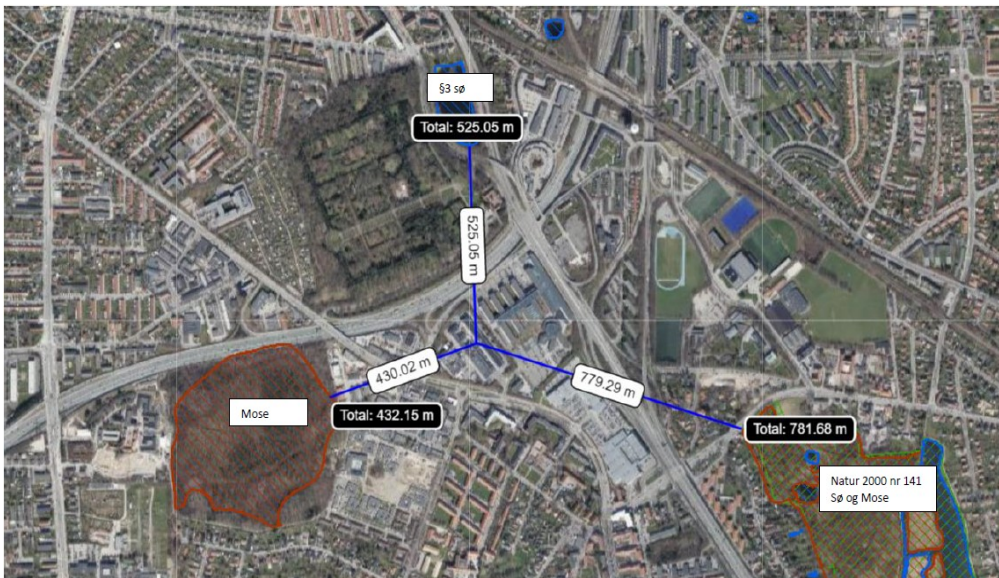 §3 sø
Total: 525.05 m
525.05 m
430.02 m
779.29 m
Mose
Total: 432.15 m
Total: 781.68 m
Natur 2000 nr 141
Sø og Mose